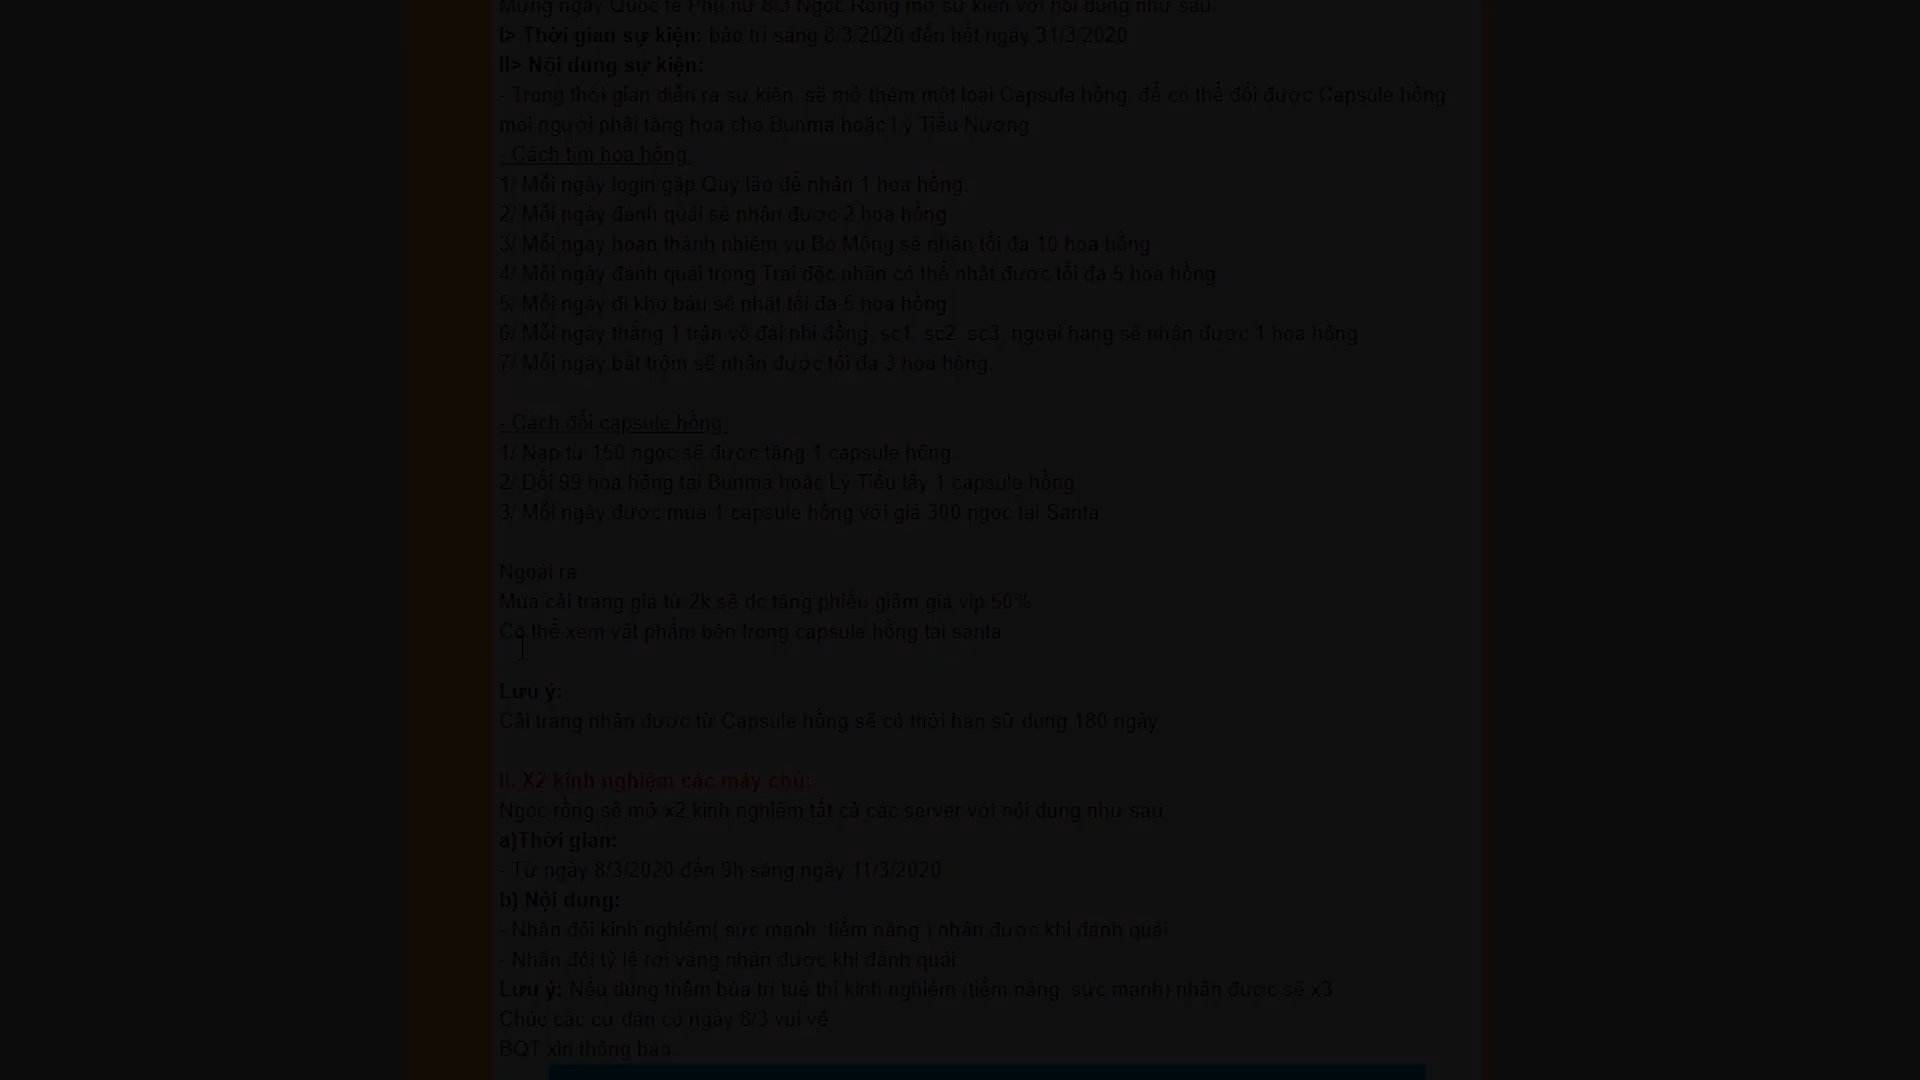 Mừng ngày Quốc tế Phụ nữ 8/3 Ngọc Rồng mở sự kiện với nội dung như sau:
I> Thời gian sự kiện: bảo trì sáng 8/3/2020 đến hết ngày 31/3/2020
II> Nội dung sự kiện:
- Trong thời gian diễn ra sự kiện, sẽ mở thêm một loại Capsule hồng, để có thể đổi được Capsule hồng
mọi người phải tặng hoa cho Bunma hoặc Lý Tiểu Nương
- Cách tìm hoa hồng:
1/ Mỗi ngày login gặp Quy lão để nhận 1 hoa hồng.
2/ Mỗi ngày đánh quái sẽ nhận được 2 hoa hồng
3/ Mỗi ngày hoàn thành nhiệm vụ Bò Mộng sẽ nhận tối đa 10 hoa hồng
4/ Mỗi ngày đánh quái trong Trại độc nhãn có thể nhặt được tối đa 5 hoa hồng
5/ Mỗi ngày đi kho báu sẽ nhặt tối đa 5 hoa hồng.
6/ Mỗi ngày thắng 1 trận võ đài nhi đồng, sc1, sc2, sc3, ngoại hạng sẽ nhận được 1 hoa hồng
7/ Mỗi ngày bắt trộm sẽ nhận được tối đa 3 hoa hồng.
- Cách đổi capsule hồng:
1/ Nạp từ 150 ngọc sẽ được tặng 1 capsule hồng.
2/ Đổi 99 hoa hồng tại Bunma hoặc Lý Tiểu lấy 1 capsule hồng
3/ Mỗi ngày được mua 1 capsule hồng với giá 300 ngọc tại Santa.
Ngoài ra
Mua cải trang giá từ 2k sẽ dc tặng phiếu giảm giá vip 50%
Có thể xem vật phẩm bên trong capsule hồng tại santa
Lưu ý:
Cải trang nhận được từ Capsule hồng sẽ có thời hạn sử dụng 180 ngày
II. X2 kinh nghiệm các máy chủ:
Ngọc rồng sẽ mở x2 kinh nghiệm tất cả các server với nội dung như sau
a)Thời gian:
- Từ ngày 8/3/2020 đến 9h sáng ngày 11/3/2020
b) Nội dung:
- Nhân đôi kinh nghiệm( sức mạnh, tiềm năng ) nhận được khi đánh quái
- Nhân đôi tỷ lệ rơi vàng nhận được khi đánh quái
Lưu ý: Nếu dùng thêm bùa trí tuệ thì kinh nghiệm (tiềm năng, sức mạnh) nhận được sẽ x3
Chúc các cư dân có ngày 8/3 vui vẻ
BQT xin thông báo.